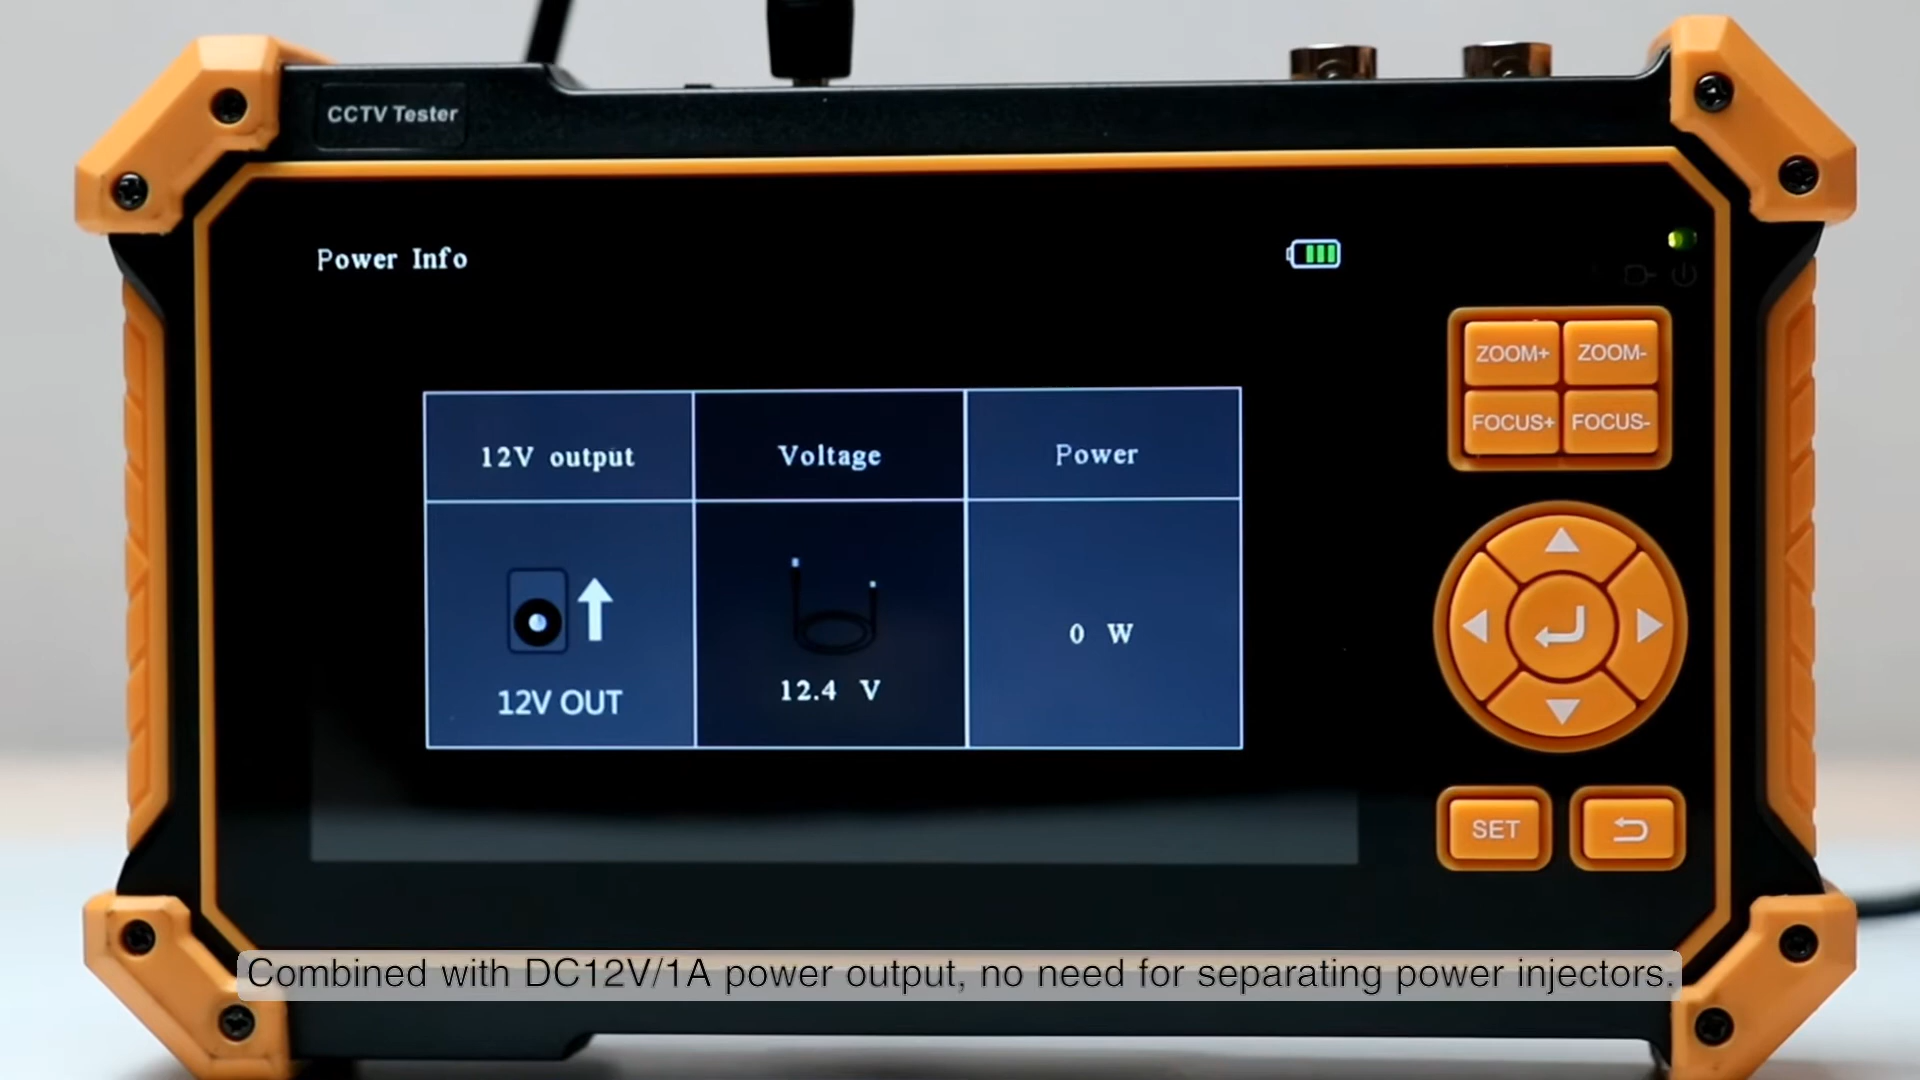 CCTV Tester
Power Info
12V output
Voltage
Power
12V OUT
12.4 V
0 W
ZOOM+
ZOOM-
FOCUS+
FOCUS-
SET
Combined with DC12V/1A power output, no need for separating power injectors.